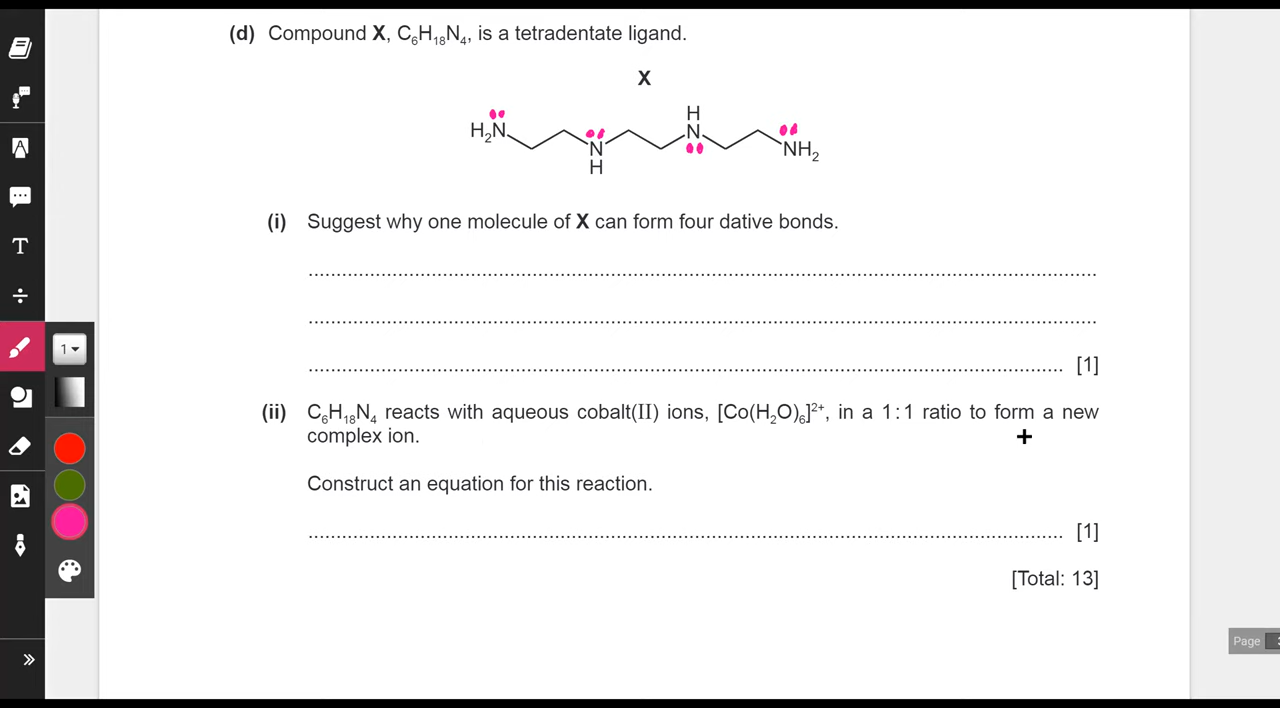 (d) Compound X, C₆H₁₈N₄, is a tetradentate ligand.
X
H
H₂N N
N NH₂
H
(i) Suggest why one molecule of X can form four dative bonds.
[1]
(ii) C₆H₁₈N₄ reacts with aqueous cobalt(II) ions, [Co(H₂O)₆]²⁺, in a 1:1 ratio to form a new
complex ion.
1
Construct an equation for this reaction.
[1]
[Total: 13]
Page